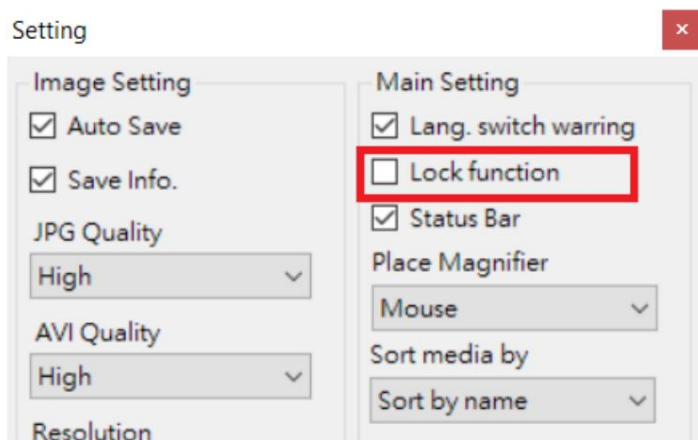 Setting
Image Setting
Auto Save
Save Info.
JPG Quality
High
AVI Quality
High
Resolution
Main Setting
Lang. switch warring
Lock function
Status Bar
Place Magnifier
Mouse
Sort media by
Sort by name